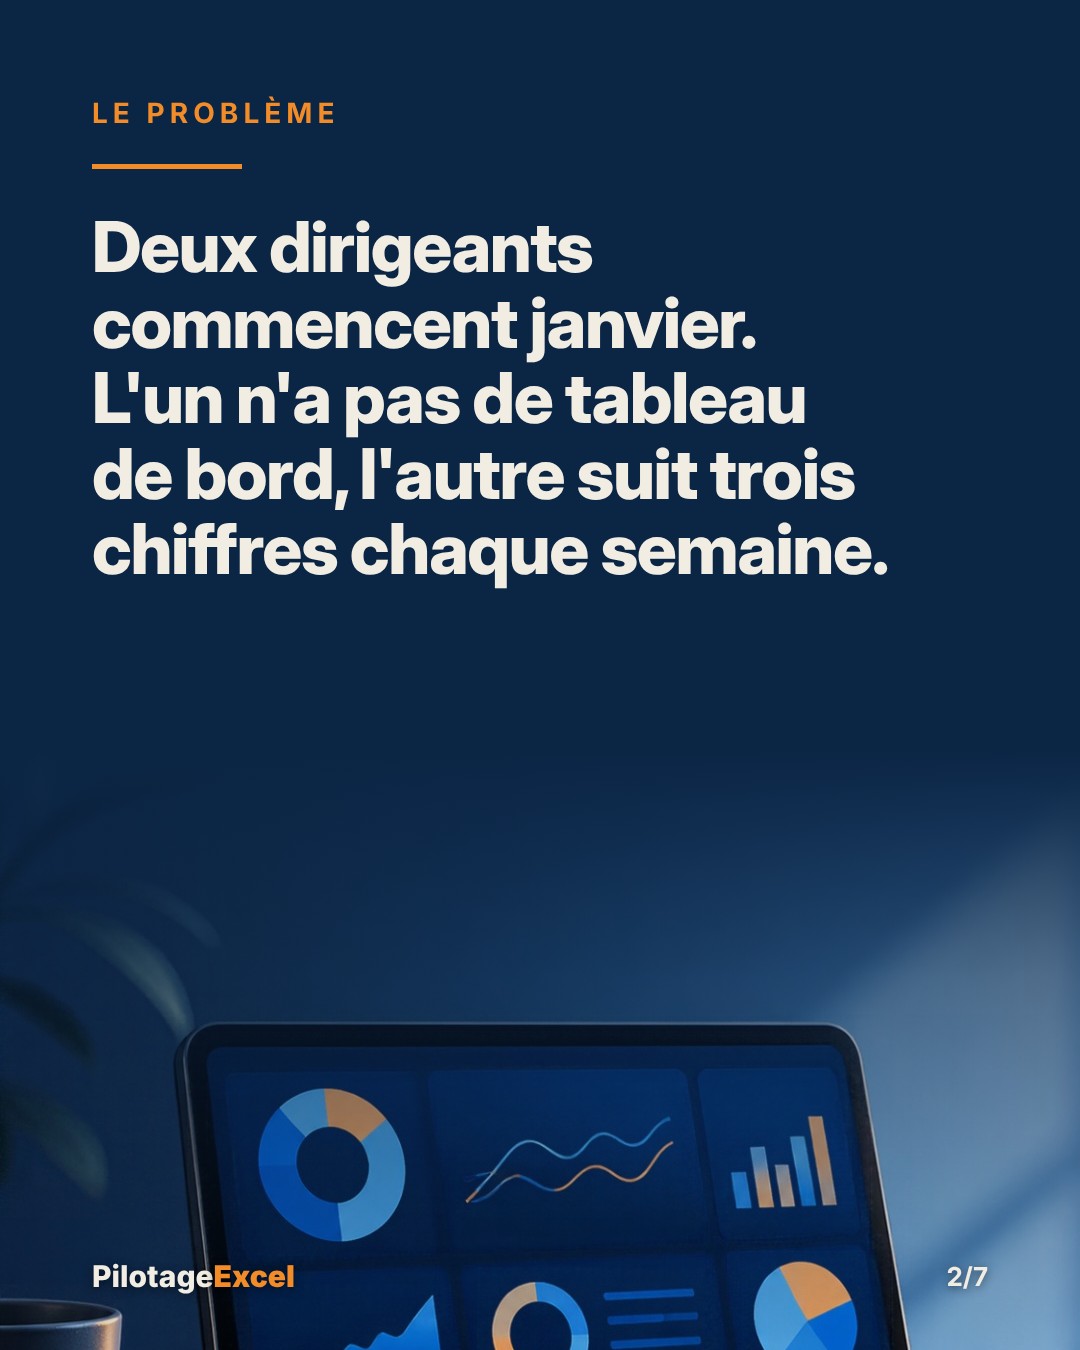 LE PROBLÈME
Deux dirigeants
commencent janvier.
L'un n'a pas de tableau
de bord, l'autre suit trois
chiffres chaque semaine.
PilotageExcel
2/7